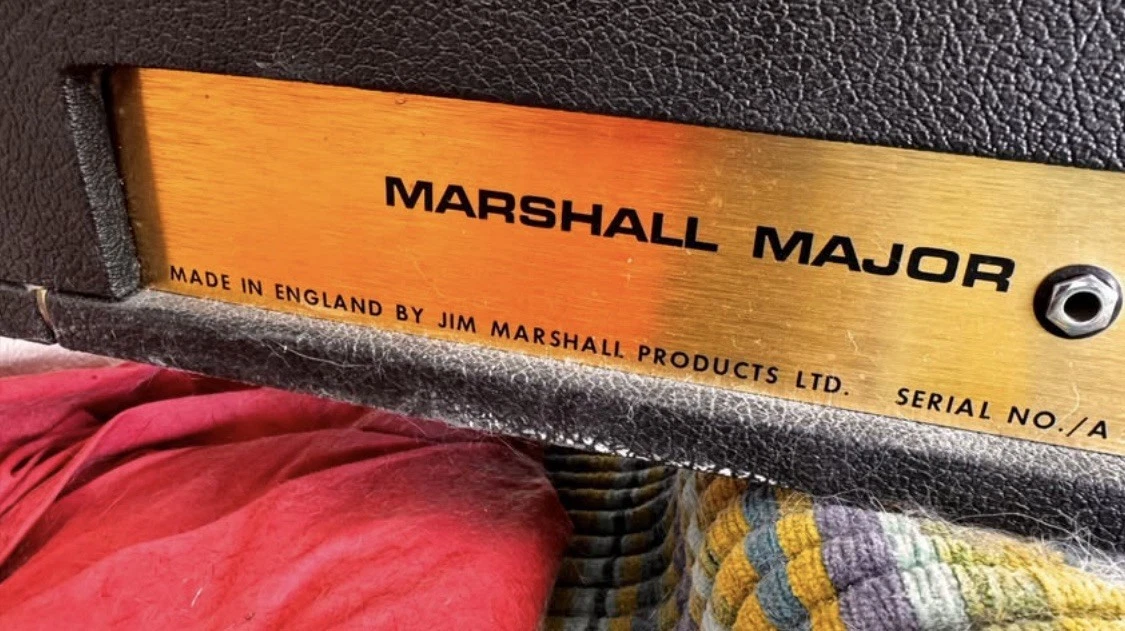 MARSHALL MAJOR
MADE IN ENGLAND BY JIM MARSHALL PRODUCTS LTD. SERIAL NO./A